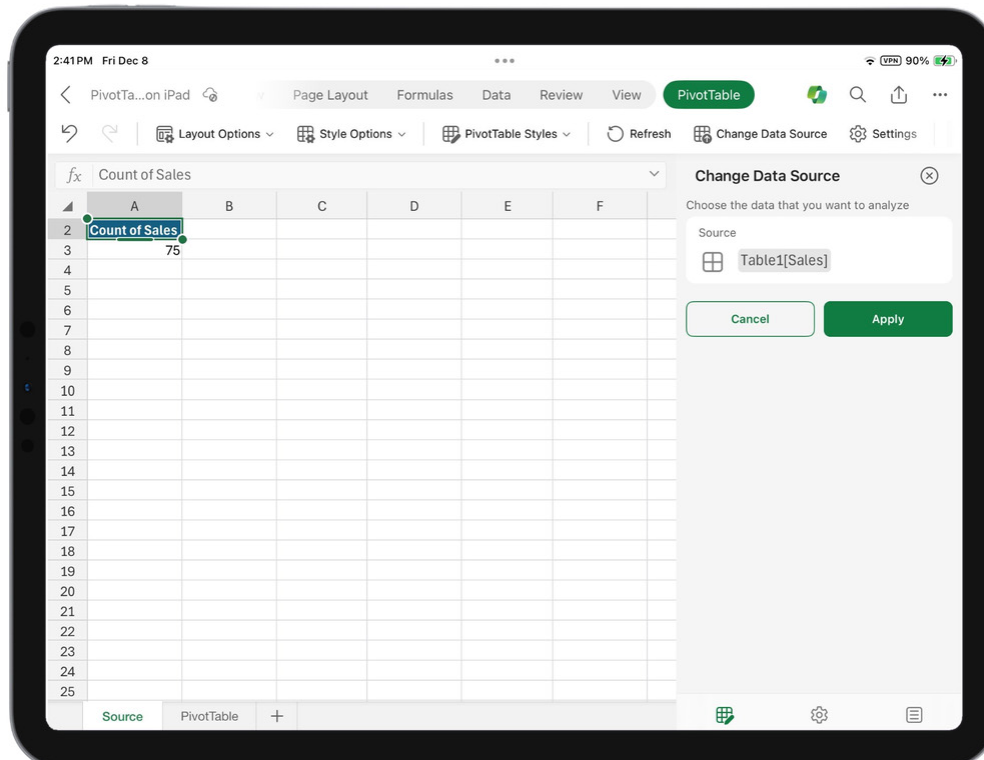 2:41 PM Fri Dec 8
VPN 90%
PivotTa...on iPad
Page Layout
Formulas
Data
Review
View
PivotTable
Layout Options
Style Options
PivotTable Styles
Refresh
Change Data Source
Settings
fx Count of Sales
A B C D E F
2 Count of Sales
3 75
4
5
6
7
8
9
10
11
12
13
14
15
16
17
18
19
20
21
22
23
24
25
Source
PivotTable
Change Data Source
Choose the data that you want to analyze
Source
Table1[Sales]
Cancel
Apply